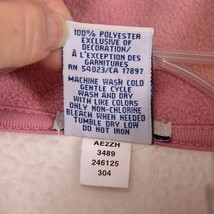 100% POLYESTER
EXCLUSIVE OF
DECORATION/
À L'EXCEPTION DES
GARNITURES
RN 54023/CA 17897
MACHINE WASH COLD
GENTLE CYCLE
WASH AND DRY
WITH LIKE COLORS
ONLY NON-CHLORINE
BLEACH WHEN NEEDED
TUMBLE DRY LOW
DO NOT IRON
AE2ZH
3489
246125
304